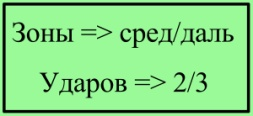 Зоны => сред/даль
Ударов => 2/3